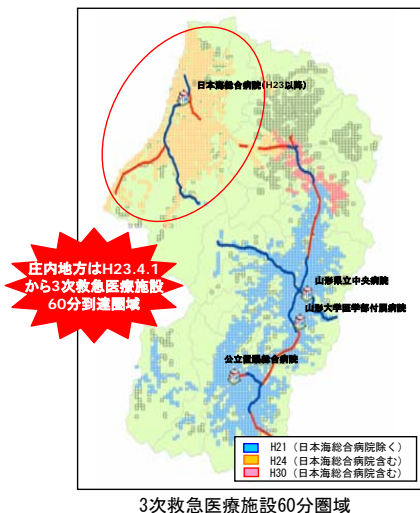 日本海総合病院(H23以降)
庄内地方はH23.4.1
から3次救急医療施設
60分到達圏域
山形県立中央病院
山形大学医学部付属病院
公立置賜総合病院
H21（日本海総合病院除く）
H24（日本海総合病院含む）
H30（日本海総合病院含む）
3次救急医療施設60分圏域